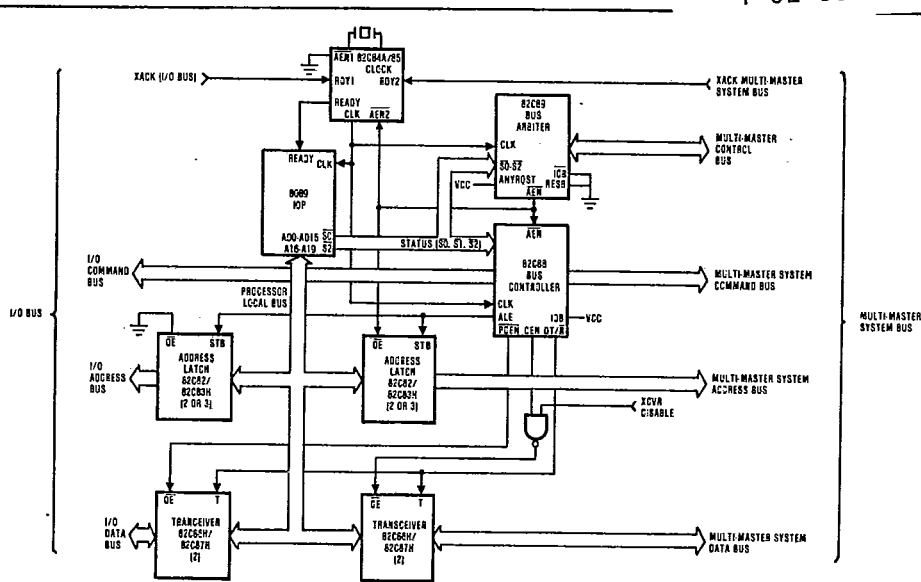 AEN1 82C84A/85
CLOCK
XACK (I/O BUS)
RDY1
RDY2
XACK MULTI-MASTER
SYSTEM BUS
READY
CLK
AEN2
82C89
BUS
ARBITER
CLK
S0-S2
ANYRQST
VCC
AEN
IOB
RESB
MULTI-MASTER
CONTROL
BUS
READY
CLK
8089
IOP
AD0-AD15
A16-A19
S0
S2
STATUS (S0, S1, S2)
AEN
82C88
BUS
CONTROLLER
CLK
ALE
IOB
VCC
PCEN CEN DT/R
I/O
COMMAND
BUS
MULTI-MASTER SYSTEM
COMMAND BUS
PROCESSOR
LOCAL BUS
I/O BUS
MULTI-MASTER
SYSTEM BUS
OE STB
ADDRESS
LATCH
82C82/
82C83H
(2 OR 3)
OE STB
ADDRESS
LATCH
82C82/
82C83H
(2 OR 3)
I/O
ADDRESS
BUS
MULTI-MASTER SYSTEM
ADDRESS BUS
XCVR
DISABLE
OE T
TRANCEIVER
82C86H/
82C87H
(2)
OE T
TRANSCEIVER
82C86H/
82C87H
(2)
I/O
DATA
BUS
MULTI-MASTER SYSTEM
DATA BUS